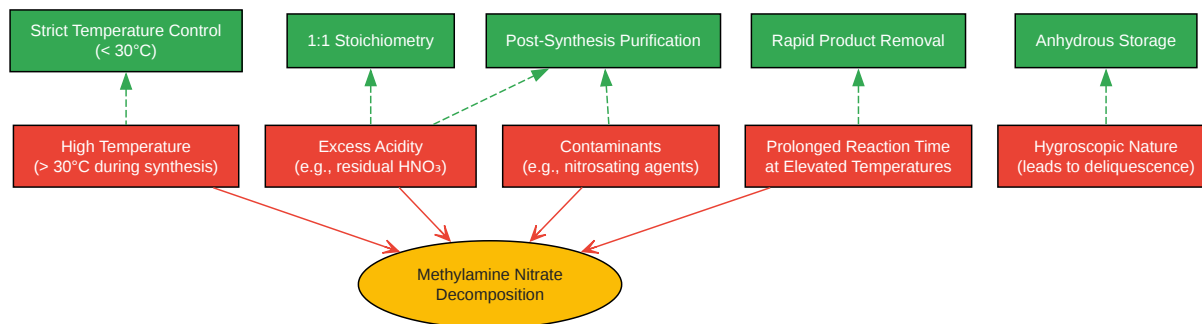 Strict Temperature Control
(< 30°C)
1:1 Stoichiometry
Post-Synthesis Purification
Rapid Product Removal
Anhydrous Storage
High Temperature
(> 30°C during synthesis)
Excess Acidity
(e.g., residual HNO₃)
Contaminants
(e.g., nitrosating agents)
Prolonged Reaction Time
at Elevated Temperatures
Hygroscopic Nature
(leads to deliquescence)
Methylamine Nitrate
Decomposition